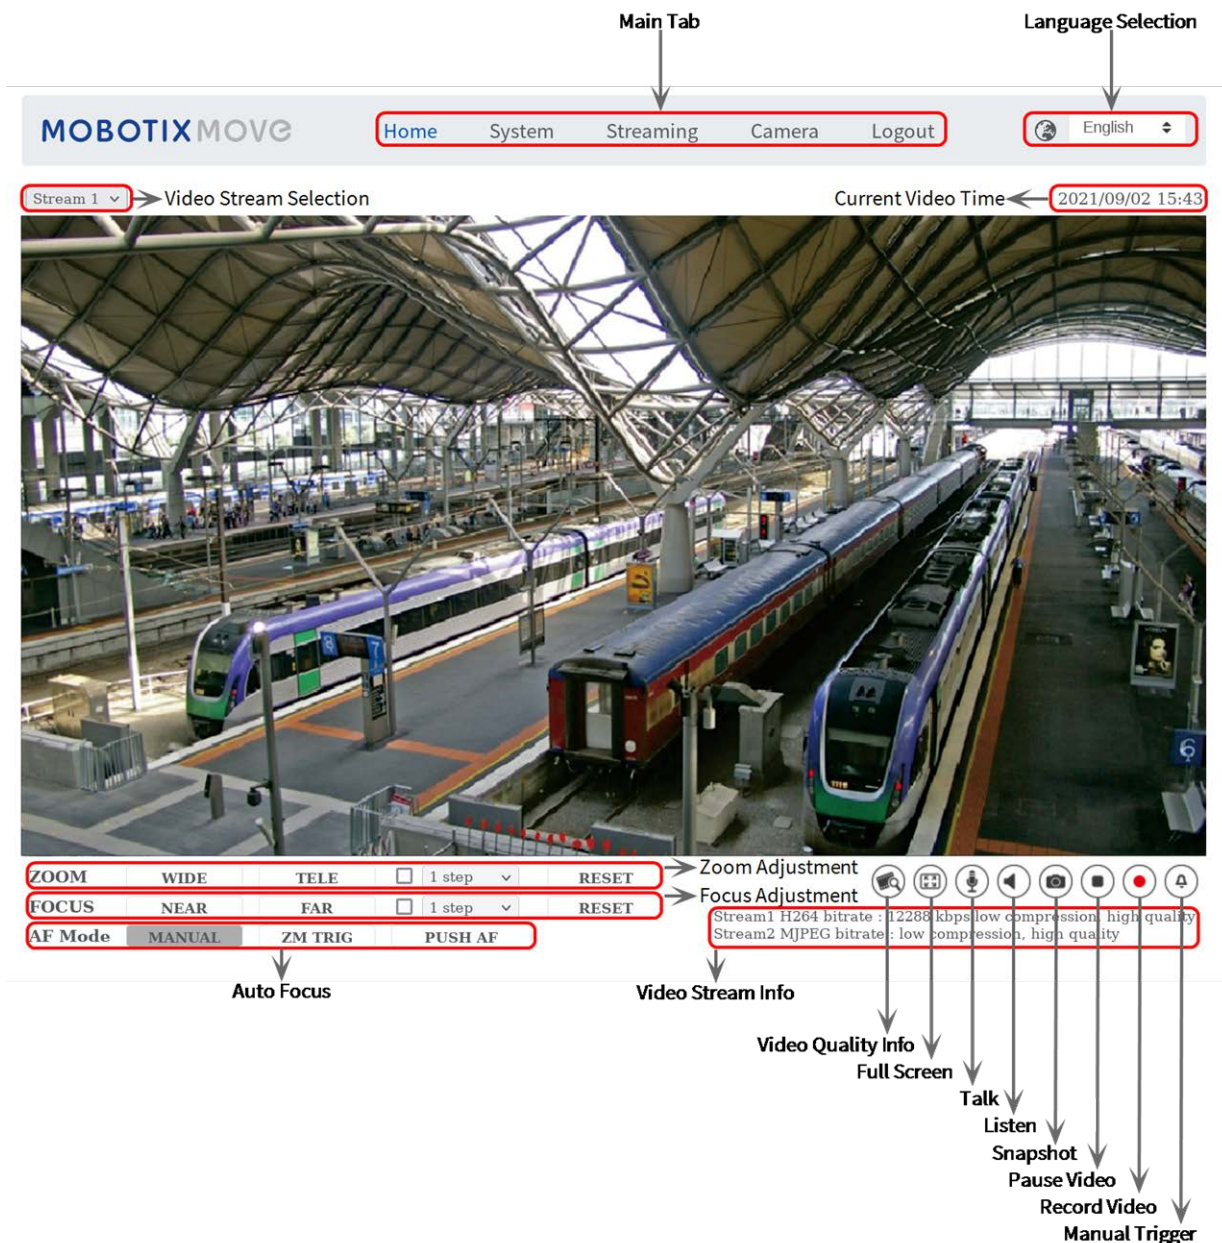 Main Tab
Language Selection
MOBOTIX MOVE
Home System Streaming Camera Logout
English
Stream 1
Video Stream Selection
Current Video Time
2021/09/02 15:43
8
7
6
ZOOM WIDE TELE 1 step RESET
Zoom Adjustment
FOCUS NEAR FAR 1 step RESET
Focus Adjustment
AF Mode MANUAL ZM TRIG PUSH AF
Stream1 H264 bitrate : 12288 kbps low compression, high quality
Stream2 MJPEG bitrate : low compression, high quality
Auto Focus
Video Stream Info
Video Quality Info
Full Screen
Talk
Listen
Snapshot
Pause Video
Record Video
Manual Trigger